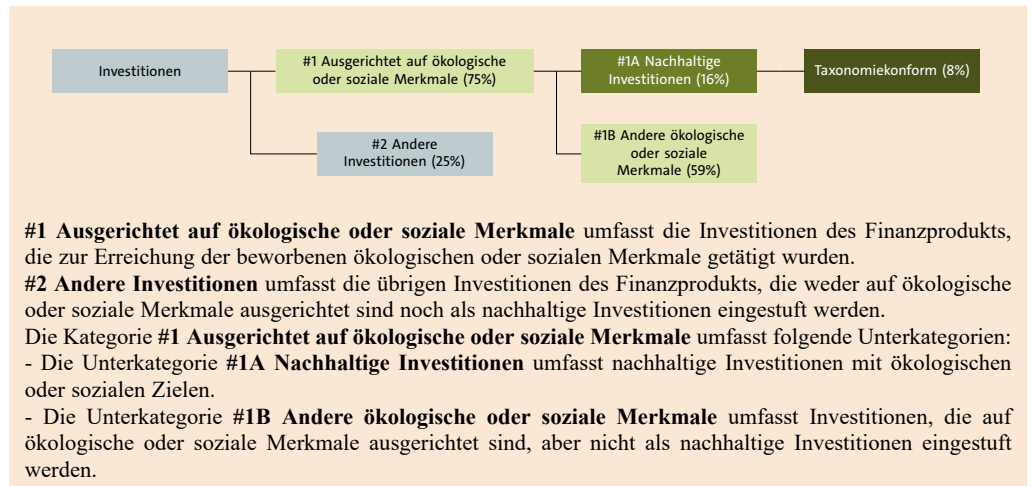 Investitionen
#1 Ausgerichtet auf ökologische
oder soziale Merkmale (75%)
#1A Nachhaltige
Investitionen (16%)
Taxonomiekonform (8%)
#2 Andere
Investitionen (25%)
#1B Andere ökologische
oder soziale
Merkmale (59%)
#1 Ausgerichtet auf ökologische oder soziale Merkmale umfasst die Investitionen des Finanzprodukts,
die zur Erreichung der beworbenen ökologischen oder sozialen Merkmale getätigt wurden.
#2 Andere Investitionen umfasst die übrigen Investitionen des Finanzprodukts, die weder auf ökologische
oder soziale Merkmale ausgerichtet sind noch als nachhaltige Investitionen eingestuft werden.
Die Kategorie #1 Ausgerichtet auf ökologische oder soziale Merkmale umfasst folgende Unterkategorien:
- Die Unterkategorie #1A Nachhaltige Investitionen umfasst nachhaltige Investitionen mit ökologischen
oder sozialen Zielen.
- Die Unterkategorie #1B Andere ökologische oder soziale Merkmale umfasst Investitionen, die auf
ökologische oder soziale Merkmale ausgerichtet sind, aber nicht als nachhaltige Investitionen eingestuft
werden.